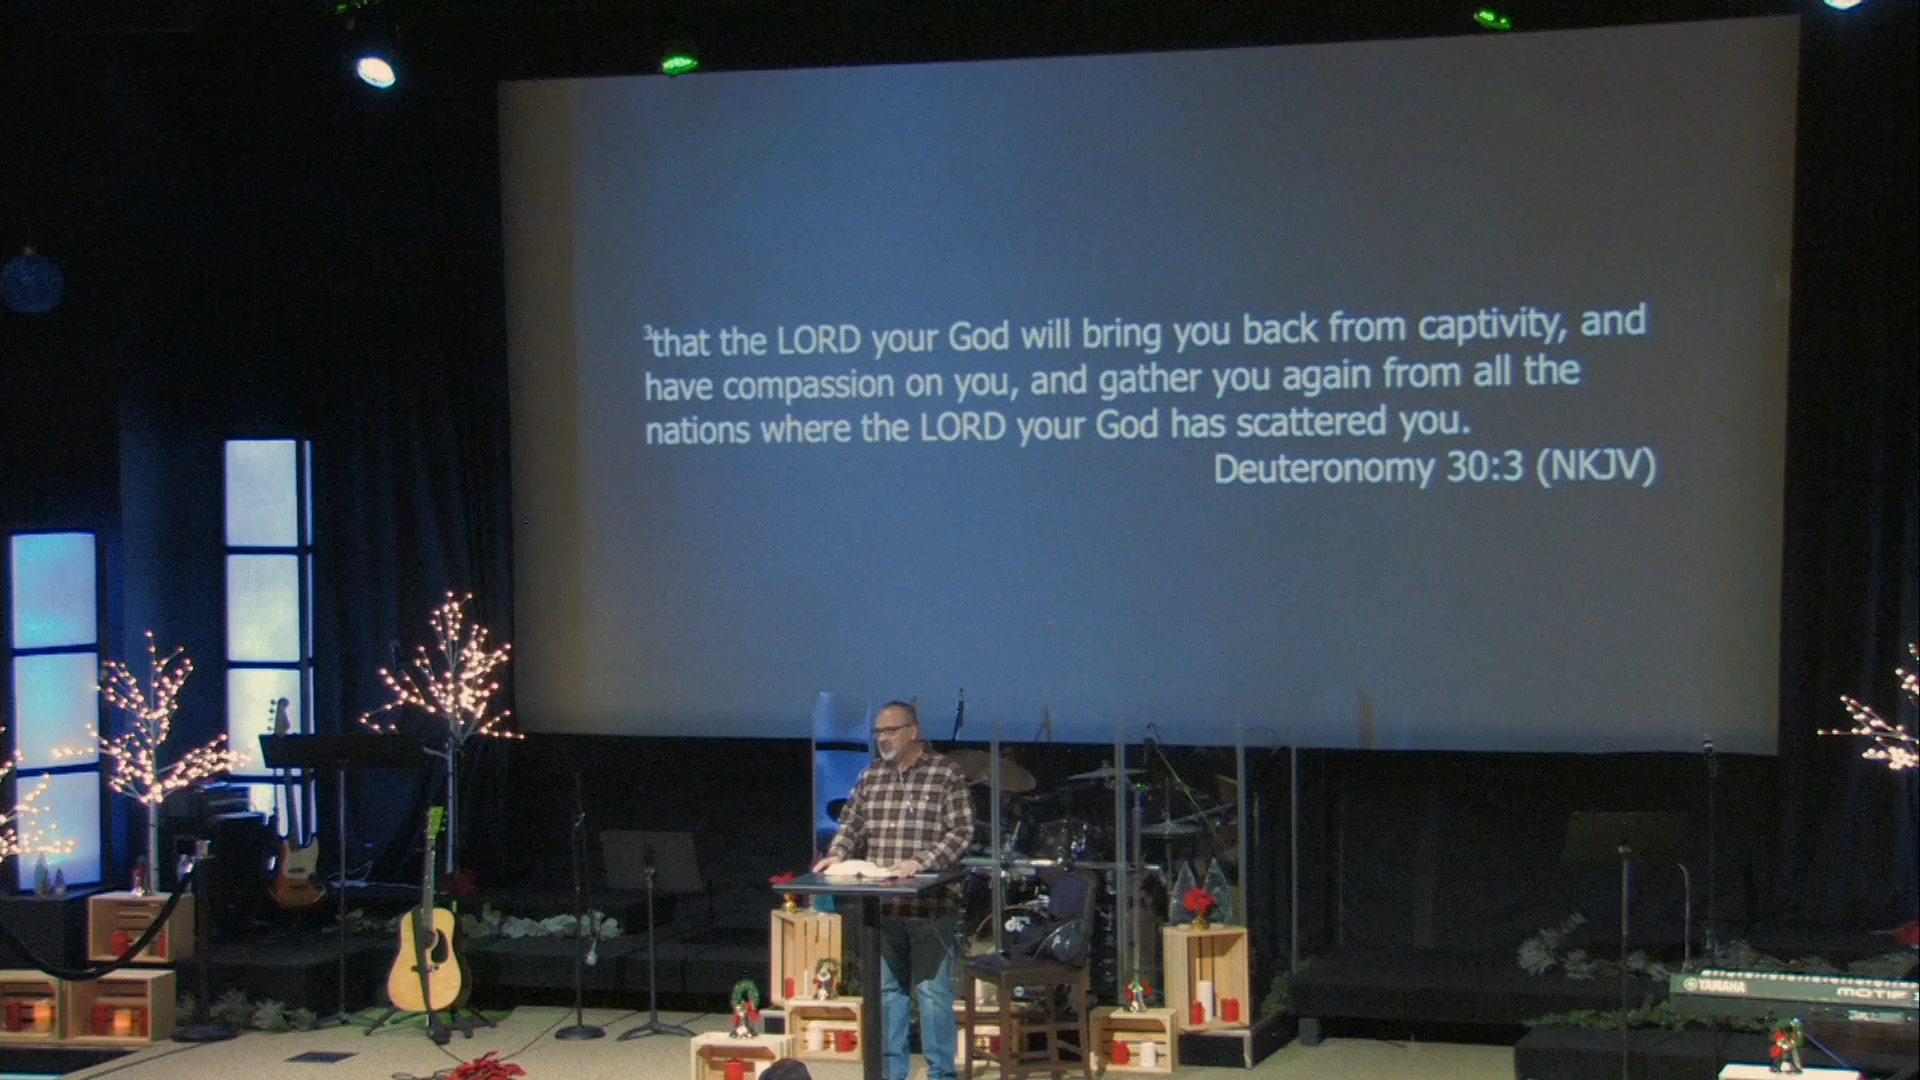 ³that the LORD your God will bring you back from captivity, and
have compassion on you, and gather you again from all the
nations where the LORD your God has scattered you.
Deuteronomy 30:3 (NKJV)
YAMAHA
MOTIF